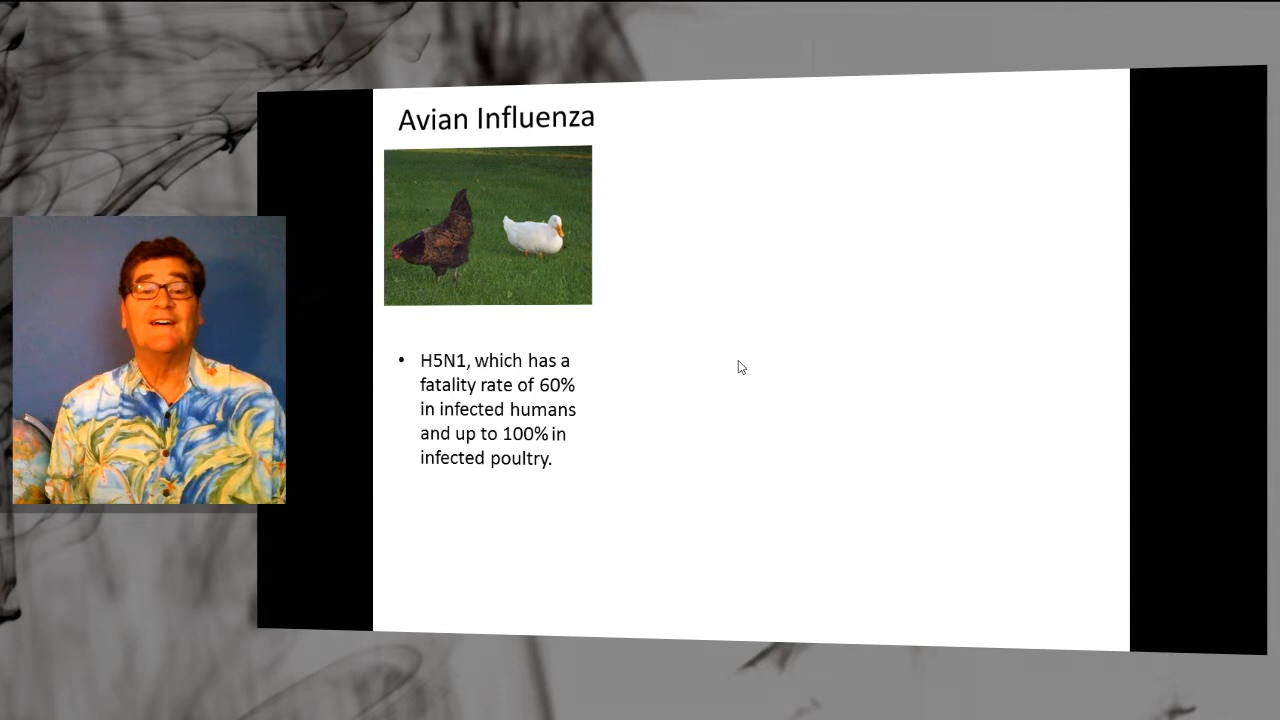 Avian Influenza
• H5N1, which has a
fatality rate of 60%
in infected humans
and up to 100% in
infected poultry.